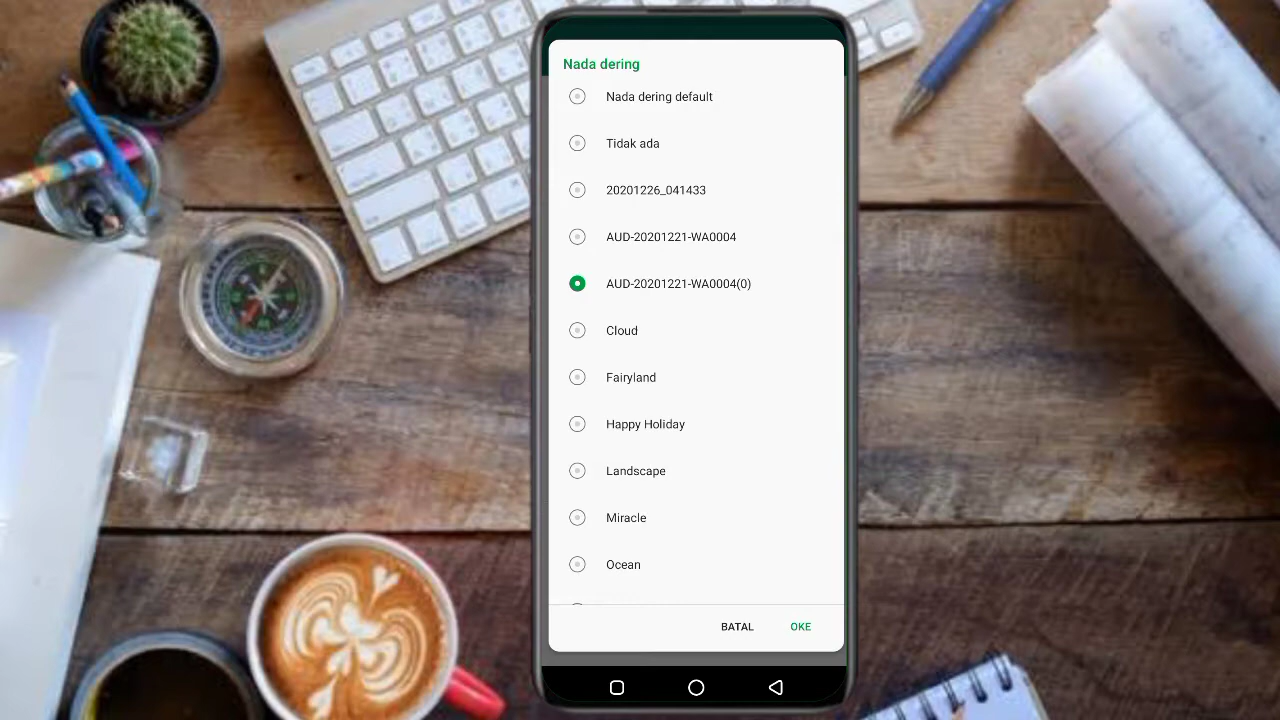 Nada dering
Nada dering default
Tidak ada
20201226_041433
AUD-20201221-WA0004
AUD-20201221-WA0004(0)
Cloud
Fairyland
Happy Holiday
Landscape
Miracle
Ocean
BATAL
OKE